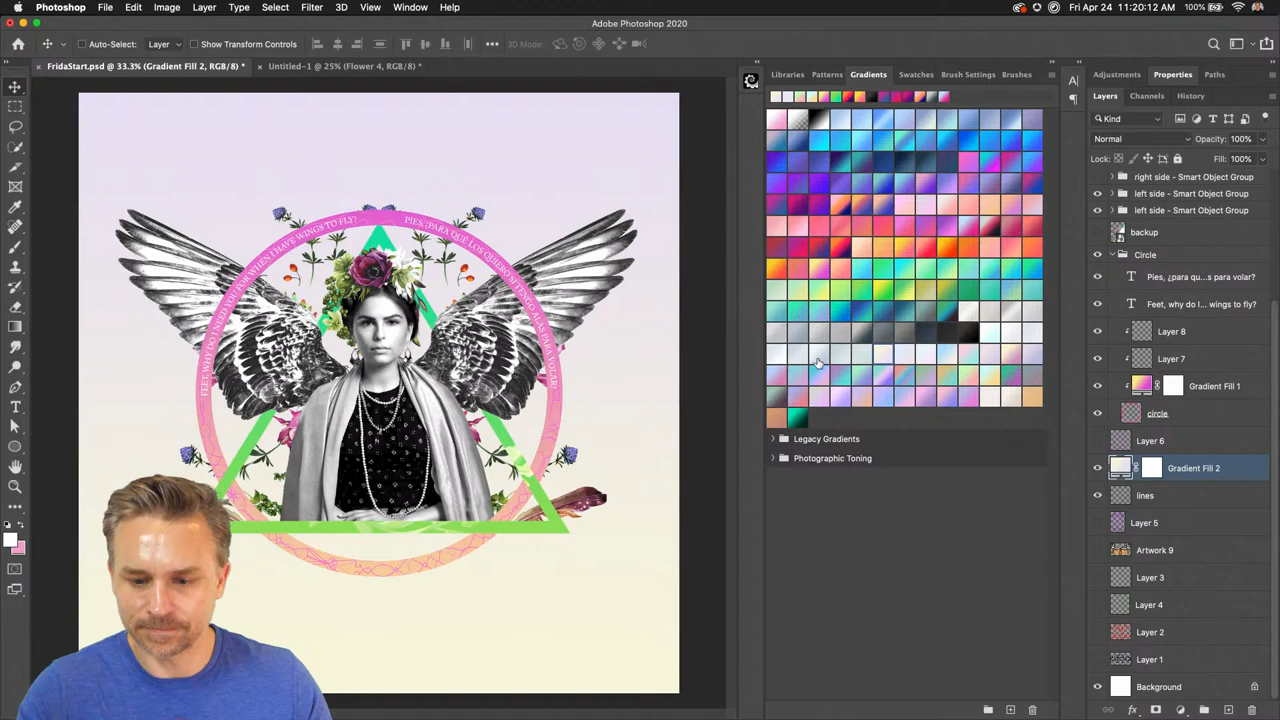 Photoshop File Edit Image Layer Type Select Filter 3D View Window Help
100% Fri Apr 24 11:20:12 AM
Adobe Photoshop 2020
Auto-Select: Layer Show Transform Controls ••• 3D Mode:
× FridaStart.psd @ 33.3% (Gradient Fill 2, RGB/8) * × Untitled-1 @ 25% (Flower 4, RGB/8) *
Libraries Patterns Gradients Swatches Brush Settings Brushes
Adjustments Properties Paths
Layers Channels History
Kind
Normal Opacity: 100%
Lock: Fill: 100%
right side - Smart Object Group
left side - Smart Object Group
left side - Smart Object Group
backup
Circle
Pies, ¿para qu...s para volar?
Feet, why do I... wings to fly?
Layer 8
Layer 7
Gradient Fill 1
circle
Layer 6
Gradient Fill 2
lines
Layer 5
Artwork 9
Layer 3
Layer 4
Layer 2
Layer 1
Background
Legacy Gradients
Photographic Toning
FEET, WHY DO I NEED YOU FOR WHEN I HAVE WINGS TO FLY?
PIES, ¿PARA QUÉ LOS QUIERO SI TENGO ALAS PARA VOLAR?